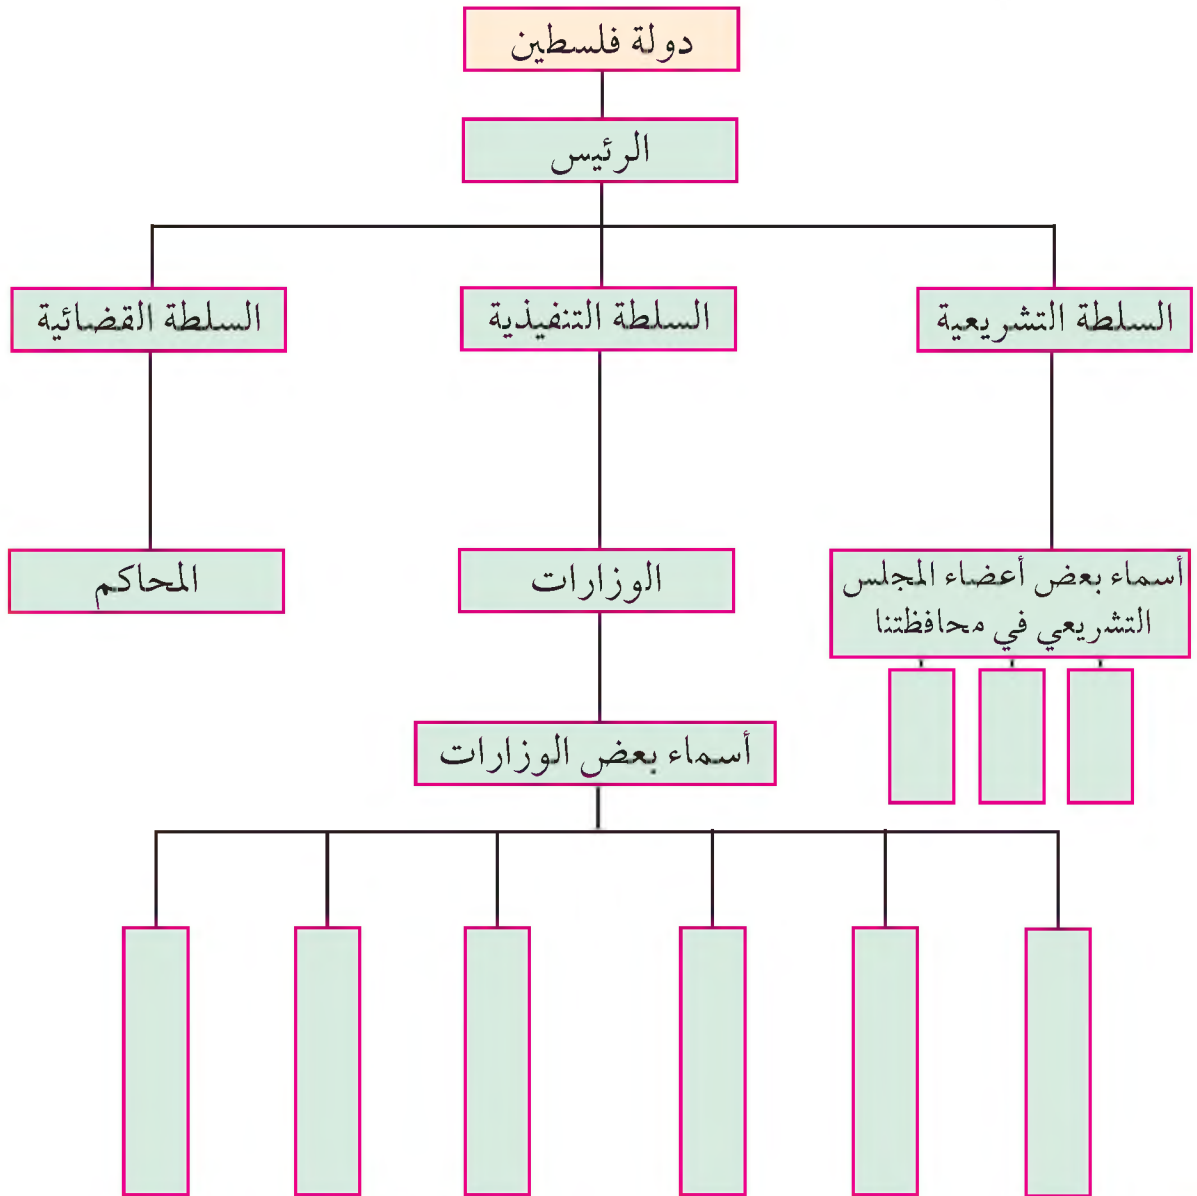 دولة فلسطين
الرئيس
السلطة التشريعية
السلطة التنفيذية
السلطة القضائية
أسماء بعض أعضاء المجلس
التشريعي في محافظتنا
الوزارات
المحاكم
أسماء بعض الوزارات